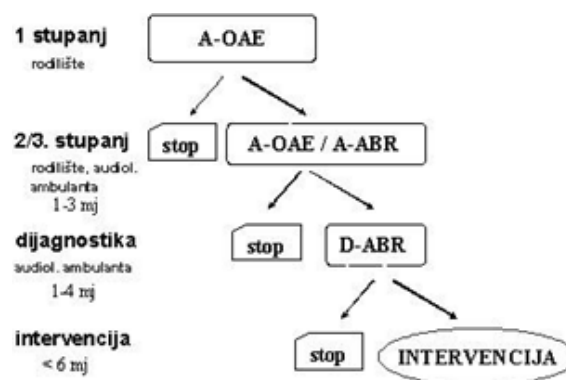 1 stupanj
rodilište
A-OAE
2/3. stupanj
rodilište, audiol.
ambulanta
1-3 mj
stop
A-OAE / A-ABR
dijagnostika
audiol. ambulanta
1-4 mj
stop
D-ABR
intervencija
< 6 mj
stop
INTERVENCIJA